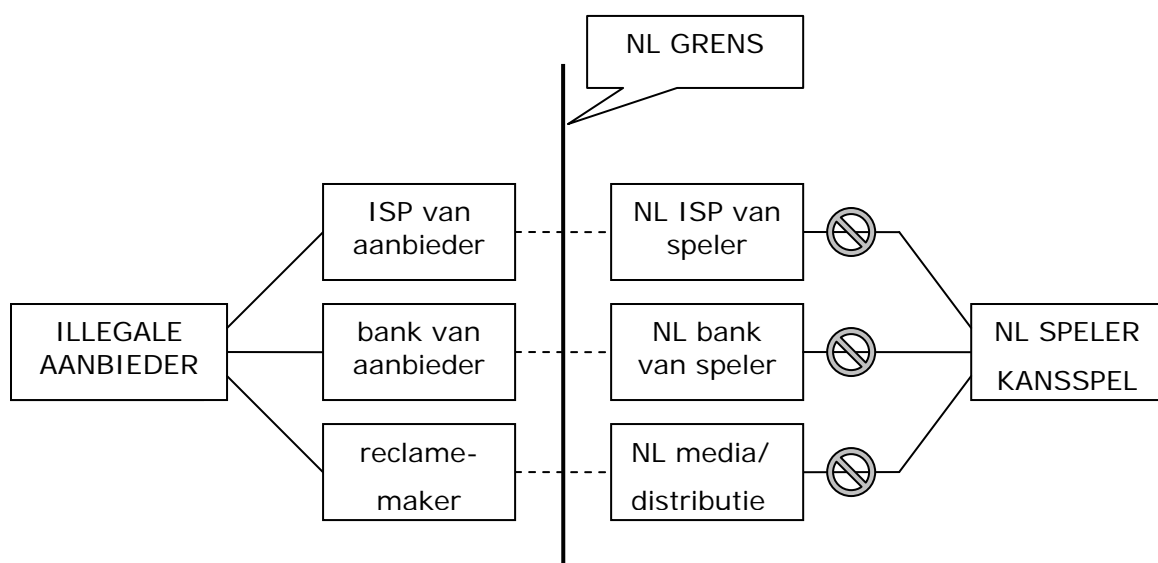 NL GRENS
ISP van
aanbieder
NL ISP van
speler
ILLEGALE
AANBIEDER
bank van
aanbieder
NL bank
van speler
NL SPELER
KANSSPEL
reclame-
maker
NL media/
distributie